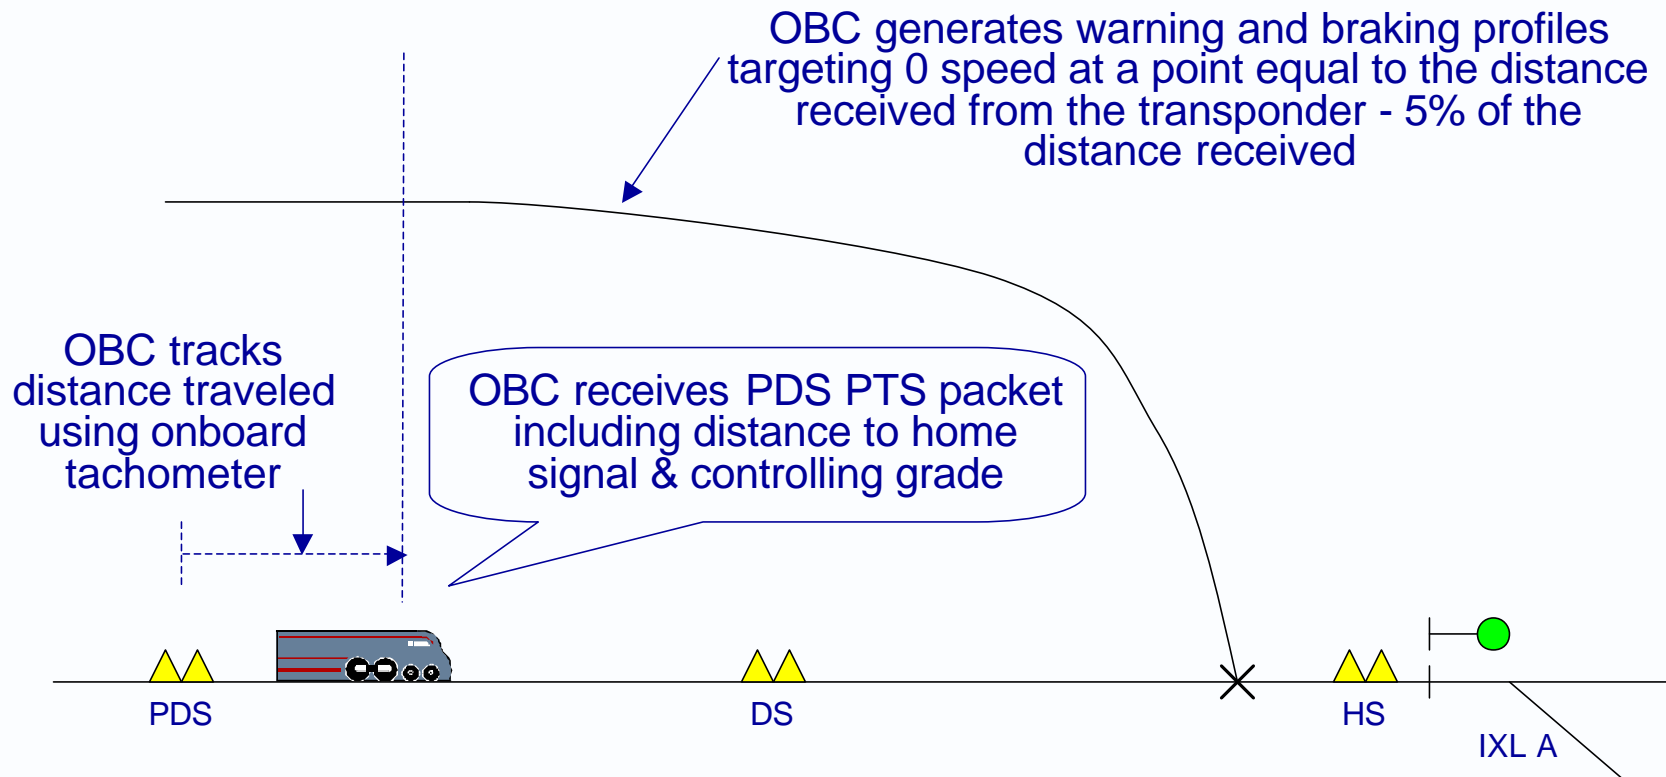 OBC generates warning and braking profiles
targeting 0 speed at a point equal to the distance
received from the transponder - 5% of the
distance received
OBC tracks
distance traveled
using onboard
tachometer
OBC receives PDS PTS packet
including distance to home
signal & controlling grade
PDS
DS
HS
IXL A